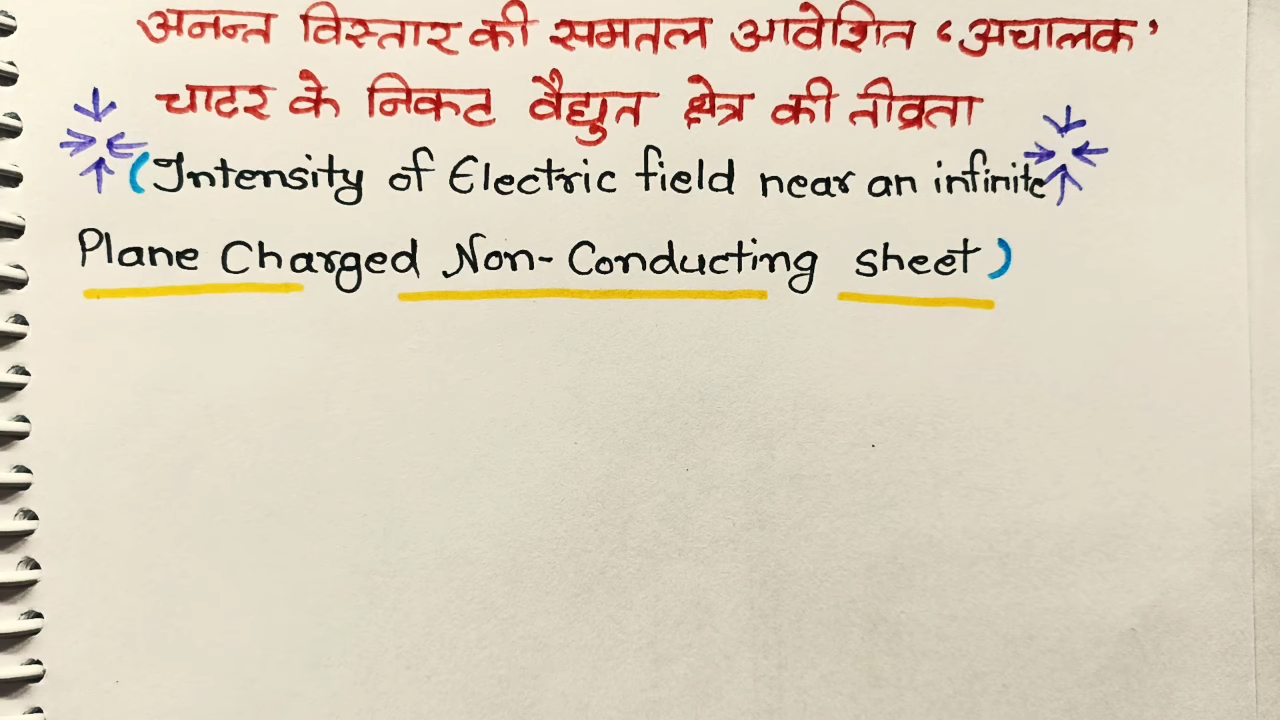 अनन्त विस्तार की समतल आवेशित ‘अचालक’
चादर के निकट वैद्युत क्षेत्र की तीव्रता
(Intensity of Electric field near an infinite
Plane Charged Non-Conducting sheet)